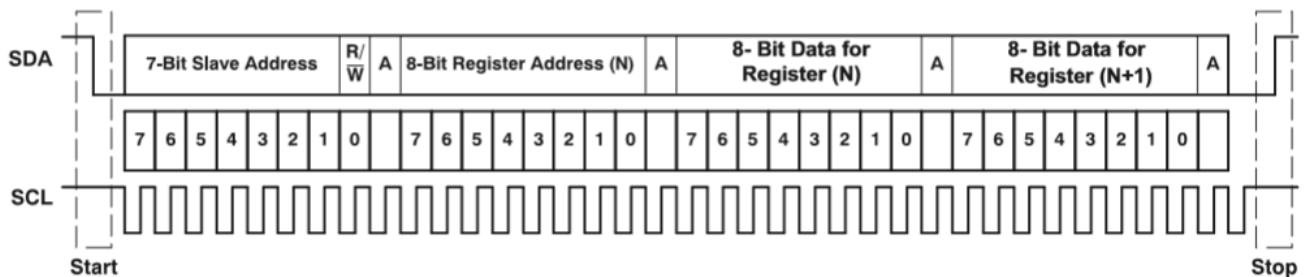 SDA
7-Bit Slave Address
R/
W
A
8-Bit Register Address (N)
A
8- Bit Data for
Register (N)
A
8- Bit Data for
Register (N+1)
A
7 6 5 4 3 2 1 0 7 6 5 4 3 2 1 0 7 6 5 4 3 2 1 0 7 6 5 4 3 2 1 0
SCL
Start
Stop